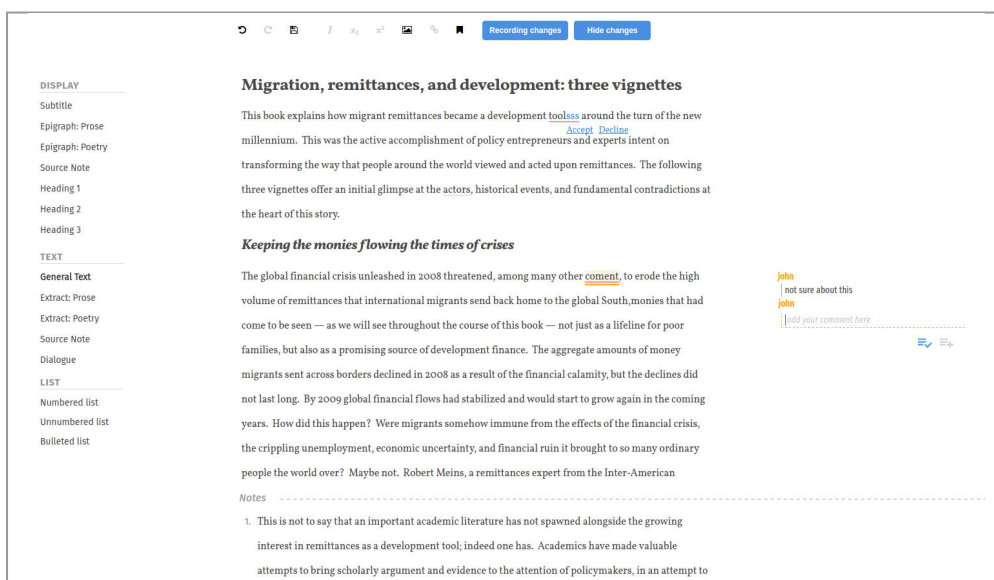 I x₂ x² Recording changes Hide changes
DISPLAY
Subtitle
Epigraph: Prose
Epigraph: Poetry
Source Note
Heading 1
Heading 2
Heading 3
TEXT
General Text
Extract: Prose
Extract: Poetry
Source Note
Dialogue
LIST
Numbered list
Unnumbered list
Bulleted list
Migration, remittances, and development: three vignettes
This book explains how migrant remittances became a development toolsss around the turn of the new
Accept Decline
millennium. This was the active accomplishment of policy entrepreneurs and experts intent on
transforming the way that people around the world viewed and acted upon remittances. The following
three vignettes offer an initial glimpse at the actors, historical events, and fundamental contradictions at
the heart of this story.
Keeping the monies flowing the times of crises
The global financial crisis unleashed in 2008 threatened, among many other coment, to erode the high
volume of remittances that international migrants send back home to the global South,monies that had
come to be seen — as we will see throughout the course of this book — not just as a lifeline for poor
families, but also as a promising source of development finance. The aggregate amounts of money
migrants sent across borders declined in 2008 as a result of the financial calamity, but the declines did
not last long. By 2009 global financial flows had stabilized and would start to grow again in the coming
years. How did this happen? Were migrants somehow immune from the effects of the financial crisis,
the crippling unemployment, economic uncertainty, and financial ruin it brought to so many ordinary
people the world over? Maybe not. Robert Meins, a remittances expert from the Inter-American
Notes
1. This is not to say that an important academic literature has not spawned alongside the growing
interest in remittances as a development tool; indeed one has. Academics have made valuable
attempts to bring scholarly argument and evidence to the attention of policymakers, in an attempt to
john
not sure about this
john
add your comment here